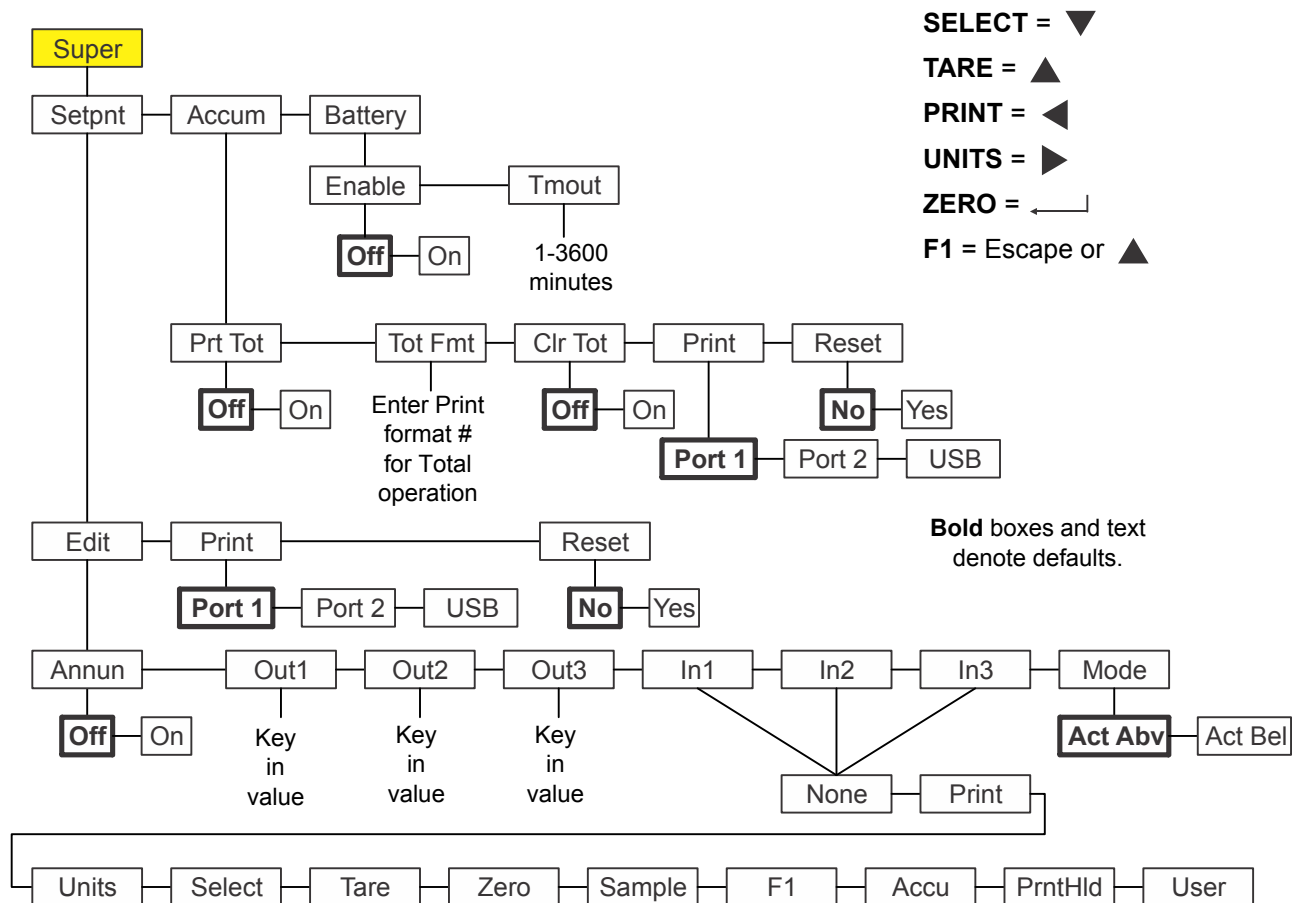 Super
SELECT =
TARE =
PRINT =
UNITS =
ZERO =
F1 = Escape or
Setpnt Accum Battery
Enable Tmout
Off On 1-3600
minutes
Prt Tot Tot Fmt Clr Tot Print Reset
Off On Enter Print
format #
for Total
operation
Off On No Yes
Port 1 Port 2 USB
Bold boxes and text
denote defaults.
Edit Print Reset
Port 1 Port 2 USB No Yes
Annun Out1 Out2 Out3 In1 In2 In3 Mode
Off On
Key
in
value
Key
in
value
Key
in
value
Act Abv Act Bel
None Print
Units Select Tare Zero Sample F1 Accu PrntHld User